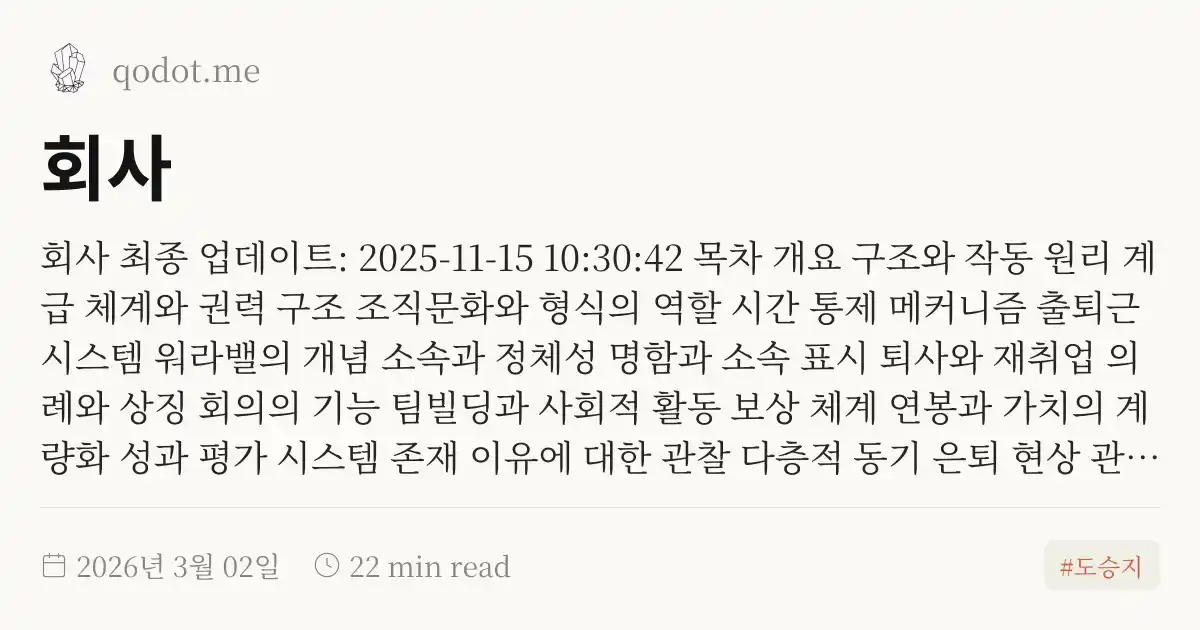 qodot.me
회사
회사 최종 업데이트: 2025-11-15 10:30:42 목차 개요 구조와 작동 원리 계
급 체계와 권력 구조 조직문화와 형식의 역할 시간 통제 메커니즘 출퇴근
시스템 워라밸의 개념 소속과 정체성 명함과 소속 표시 퇴사와 재취업 의
례와 상징 회의의 기능 팀빌딩과 사회적 활동 보상 체계 연봉과 가치의 계
량화 성과 평가 시스템 존재 이유에 대한 관찰 다층적 동기 은퇴 현상 관…
2026년 3월 02일
22 min read
#도승지